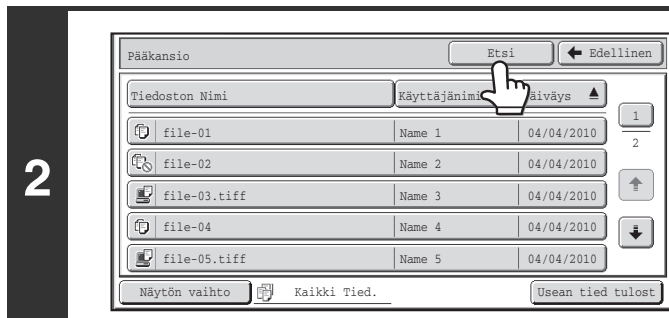 2
Pääkansio Etsi Edellinen
Tiedoston Nimi Käyttäjänimi äiväys
file-01 Name 1 04/04/2010
file-02 Name 2 04/04/2010
file-03.tiff Name 3 04/04/2010
file-04 Name 4 04/04/2010
file-05.tiff Name 5 04/04/2010
1
2
Näytön vaihto Kaikki Tied. Usean tied tulost